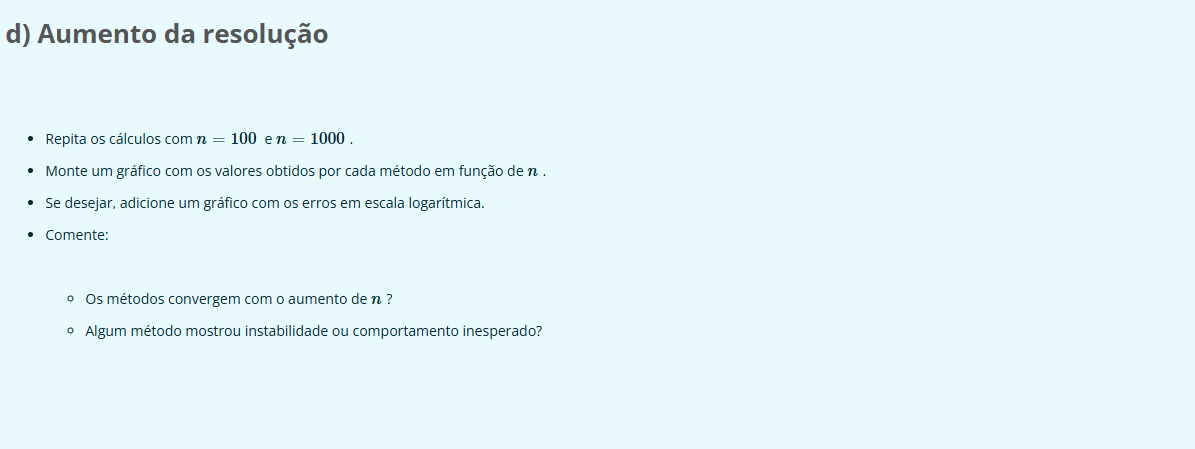 d) Aumento da resolução
Repita os cálculos com n = 100 e n = 1000 .
Monte um gráfico com os valores obtidos por cada método em função de n .
Se desejar, adicione um gráfico com os erros em escala logarítmica.
Comente:
Os métodos convergem com o aumento de n ?
Algum método mostrou instabilidade ou comportamento inesperado?